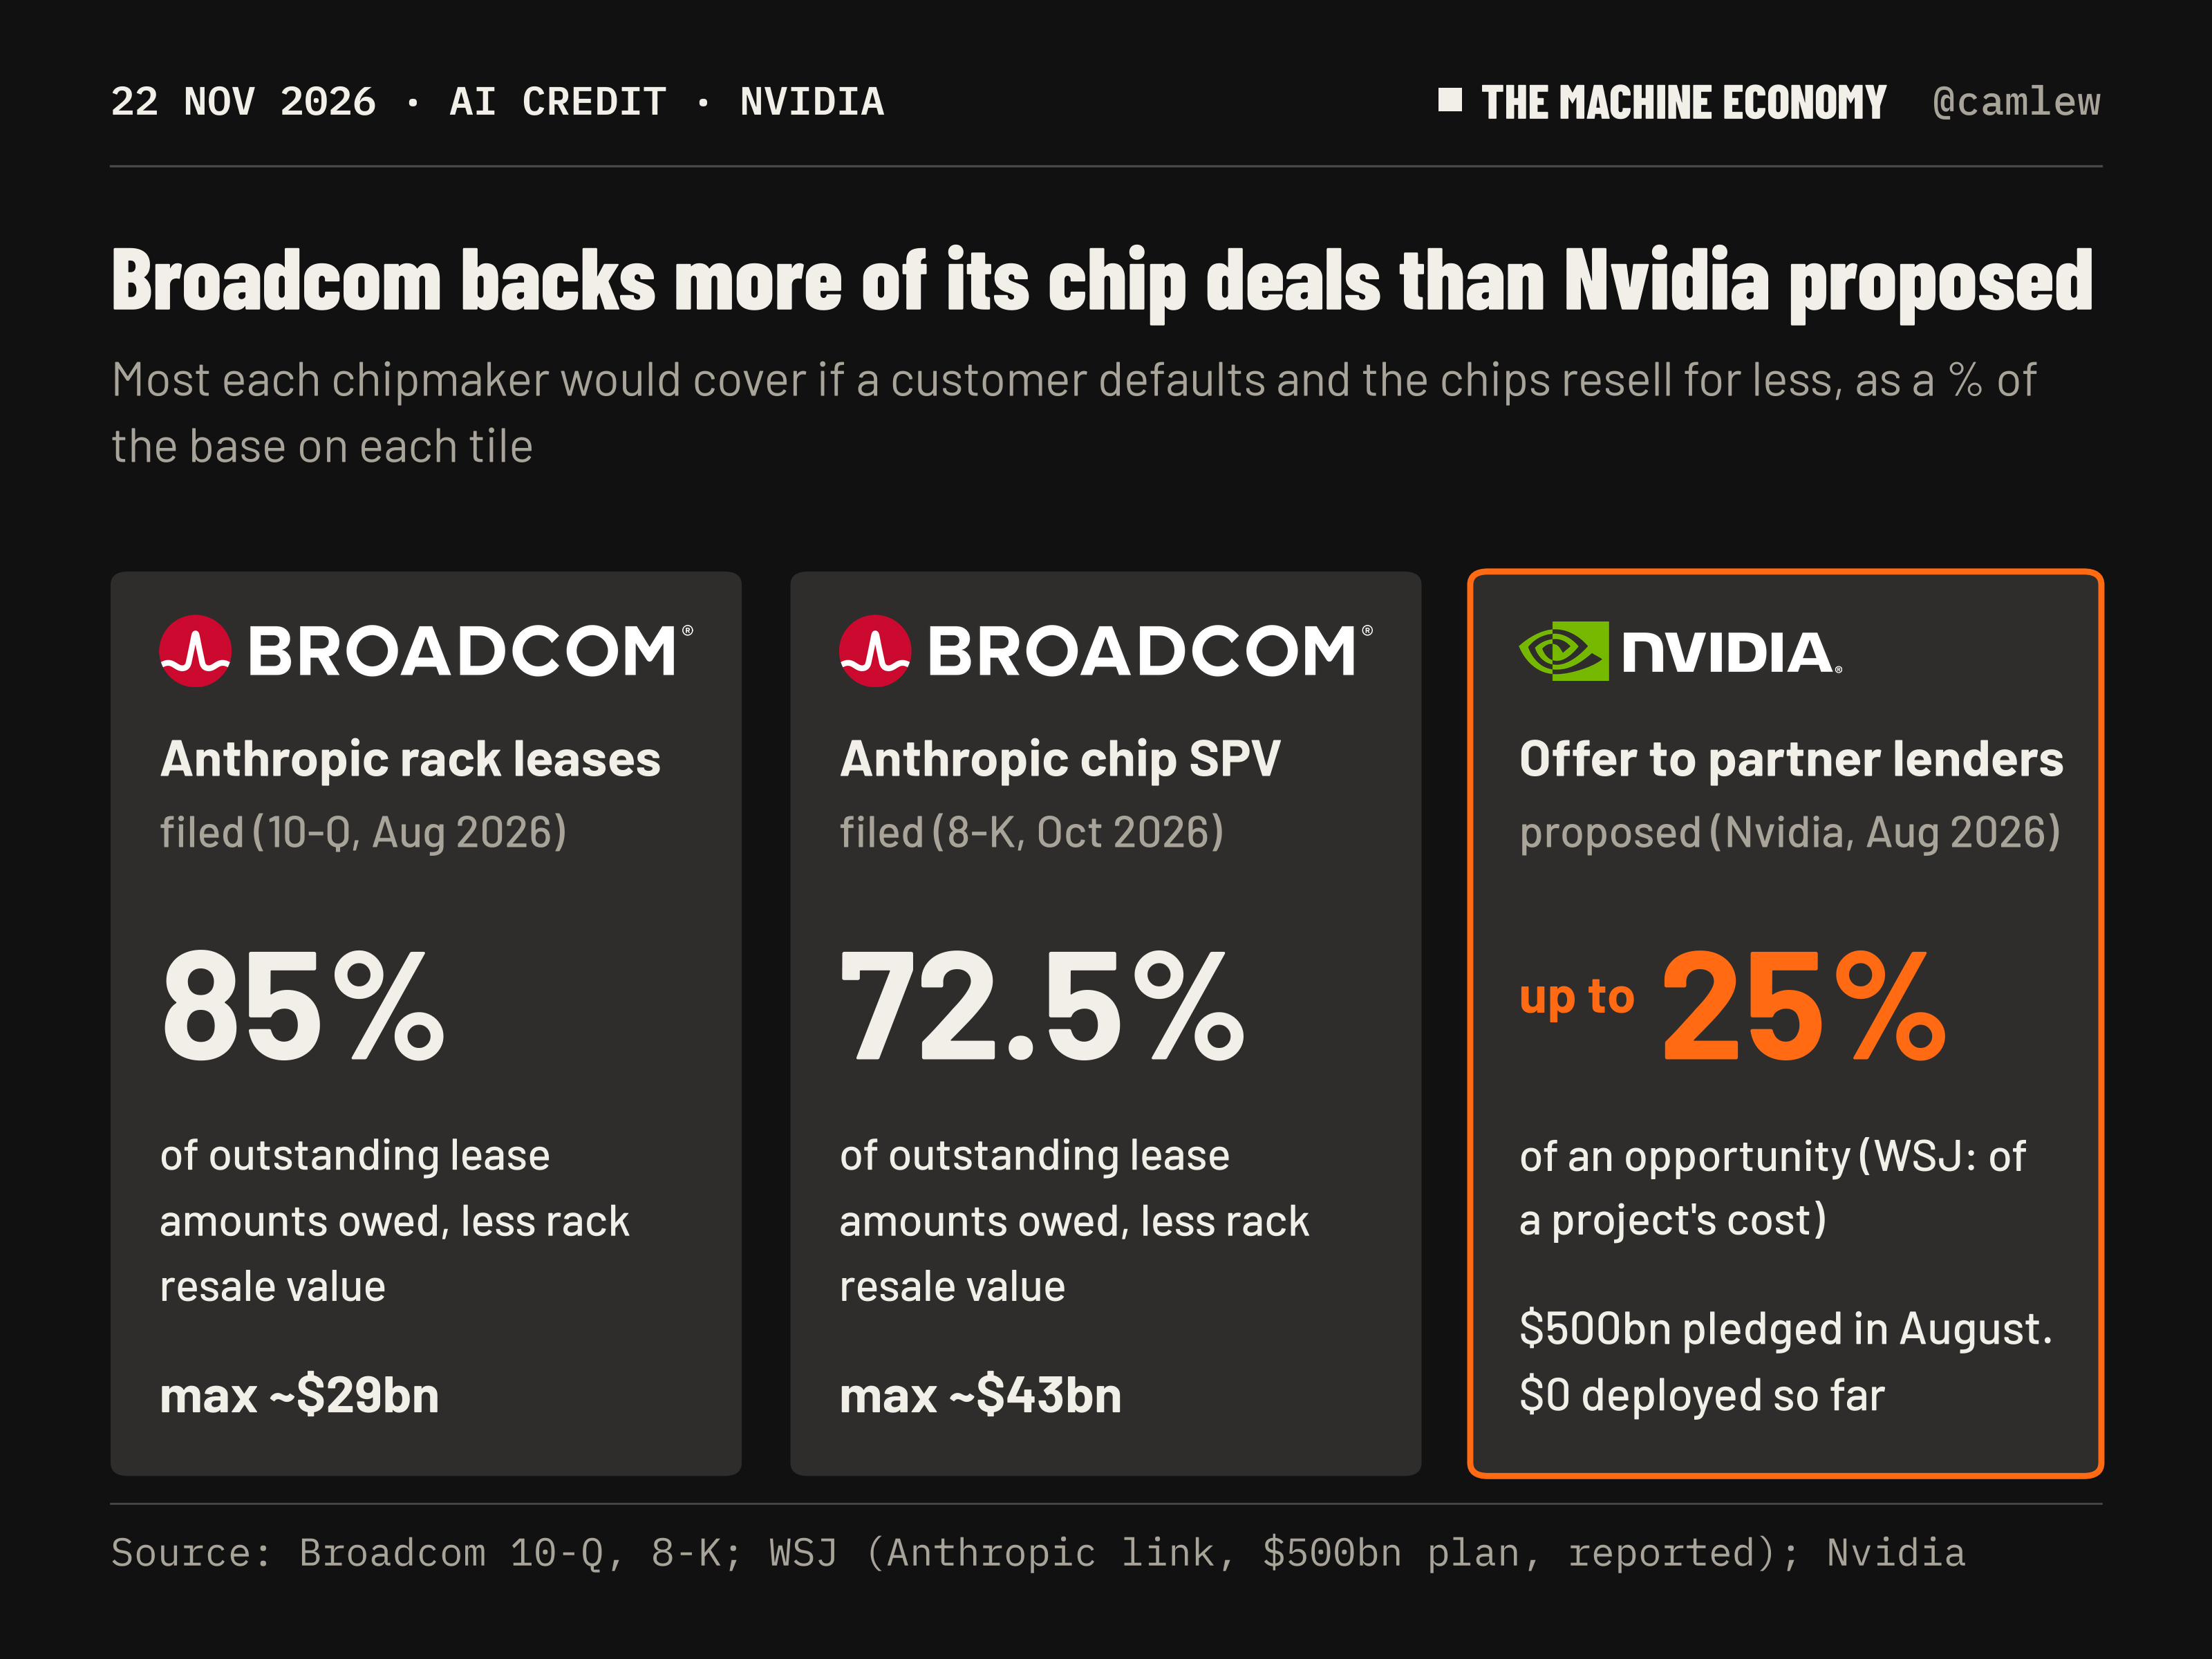 22 NOV 2026 · AI CREDIT · NVIDIA
THE MACHINE ECONOMY @camlew
Broadcom backs more of its chip deals than Nvidia proposed
Most each chipmaker would cover if a customer defaults and the chips resell for less, as a % of
the base on each tile
BROADCOM®
Anthropic rack leases
filed (10-Q, Aug 2026)
85%
of outstanding lease
amounts owed, less rack
resale value
max ~$29bn
BROADCOM®
Anthropic chip SPV
filed (8-K, Oct 2026)
72.5%
of outstanding lease
amounts owed, less rack
resale value
max ~$43bn
NVIDIA®
Offer to partner lenders
proposed (Nvidia, Aug 2026)
up to 25%
of an opportunity (WSJ: of
a project's cost)
$500bn pledged in August.
$0 deployed so far
Source: Broadcom 10-Q, 8-K; WSJ (Anthropic link, $500bn plan, reported); Nvidia